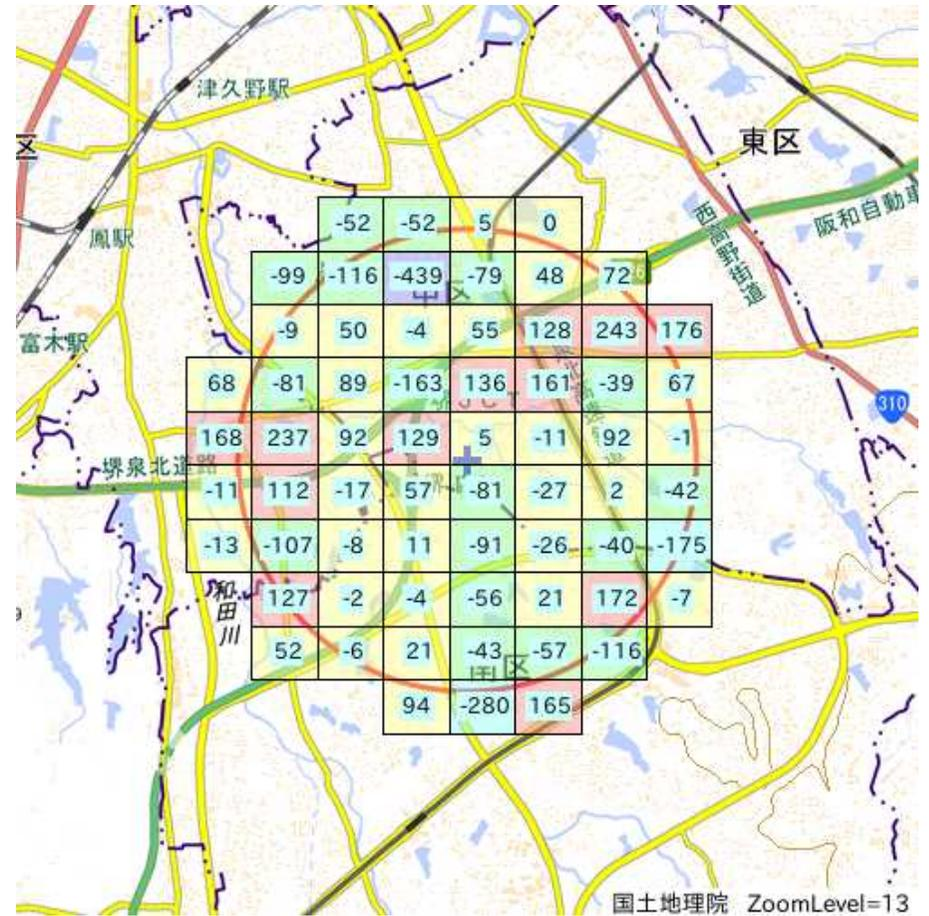 津久野駅
区
東区
阪和自動車
鳳駅
西高野街道
-52 -52 5 0
-99 -116 -439 -79 48 72
富木駅
-9 50 -4 55 128 243 176
68 -81 89 -163 136 161 -39 67
JCT
310
168 237 92 129 5 -11 92 -1
堺泉北道路
-11 112 -17 57 -81 -27 2 -42
-13 -107 -8 11 -91 -26 -40 -175
和田川
127 -2 -4 -56 21 172 -7
52 -6 21 -43 -57 -116
南区
94 -280 165
国土地理院 ZoomLevel=13